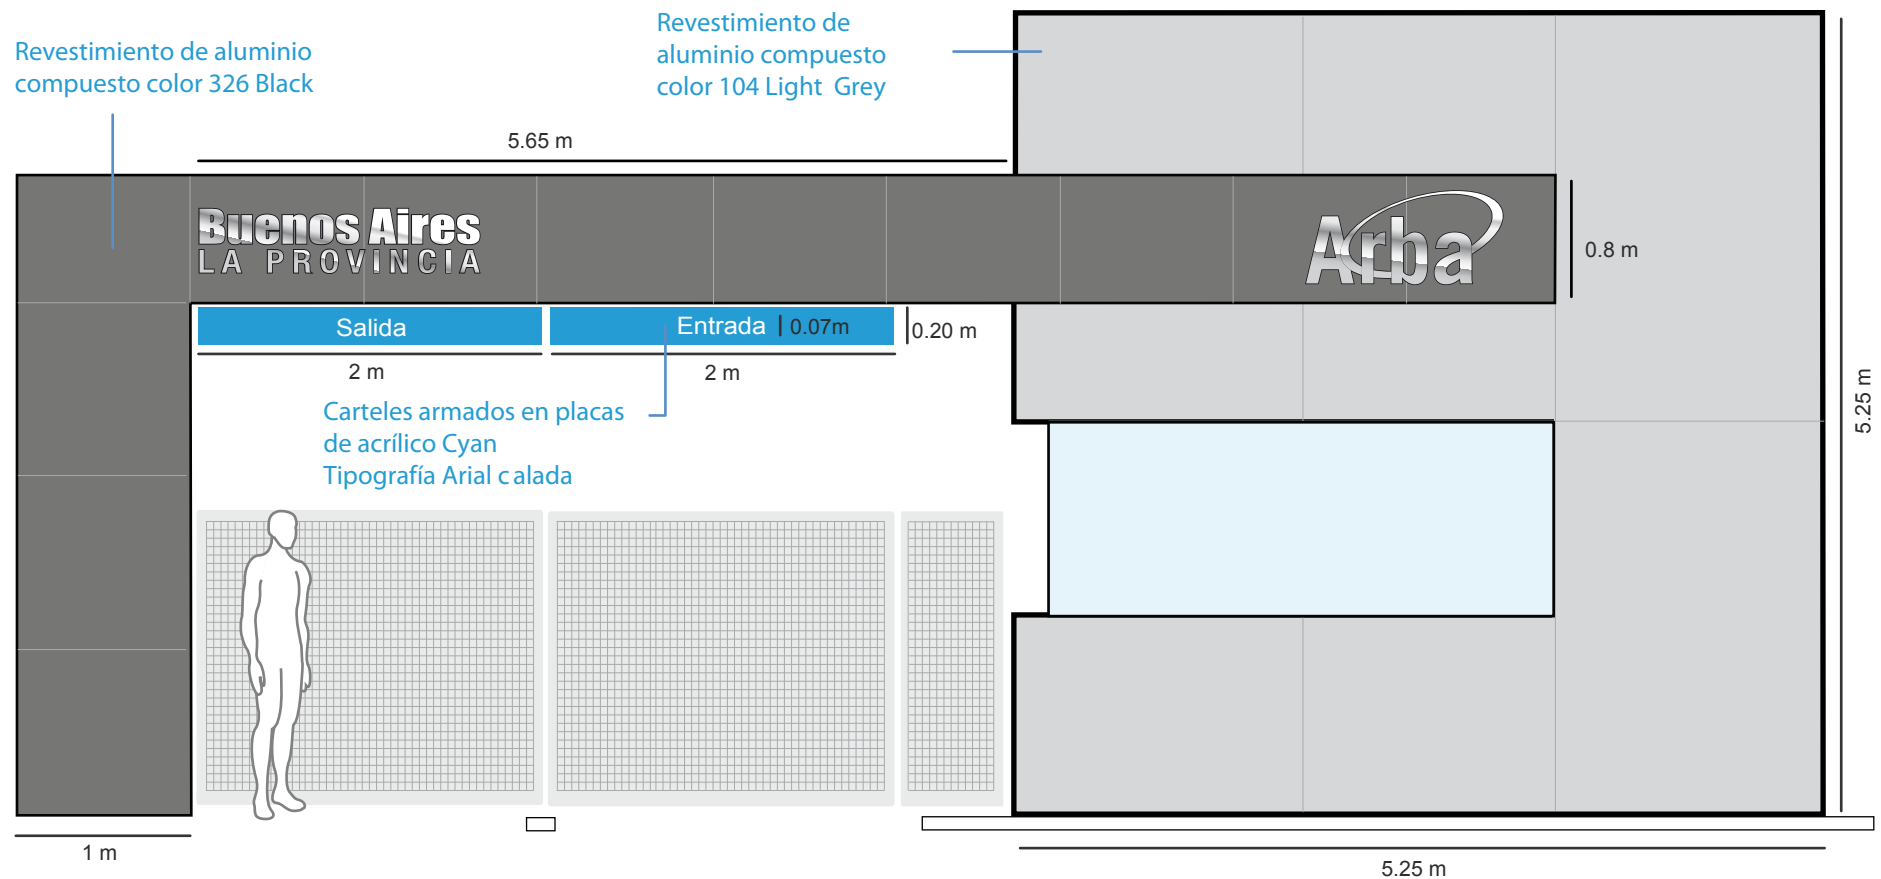 Revestimiento de aluminio
compuesto color 326 Black
Revestimiento de
aluminio compuesto
color 104 Light Grey
5.65 m
Buenos Aires
LA PROVINCIA
Arba
0.8 m
Salida
Entrada
0.07m
0.20 m
2 m
2 m
Carteles armados en placas
de acrílico Cyan
Tipografía Arial c alada
5.25 m
1 m
5.25 m